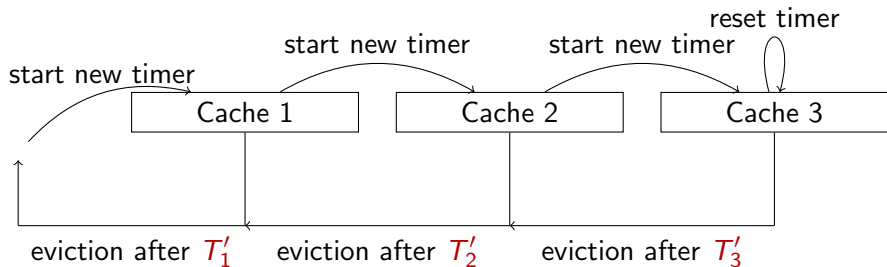 reset timer
start new timer
start new timer
start new timer
Cache 1
Cache 2
Cache 3
eviction after T′₁
eviction after T′₂
eviction after T′₃